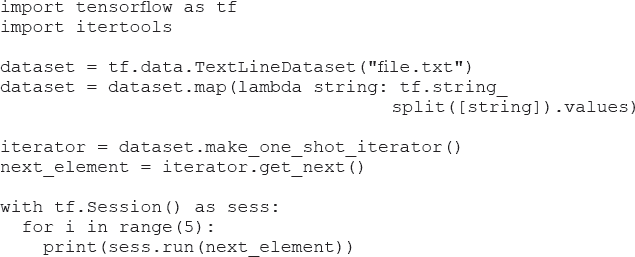 import tensorflow as tf
import itertools
dataset = tf.data.TextLineDataset("file.txt")
dataset = dataset.map(lambda string: tf.string_
split([string]).values)
iterator = dataset.make_one_shot_iterator()
next_element = iterator.get_next()
with tf.Session() as sess:
for i in range(5):
print(sess.run(next_element))